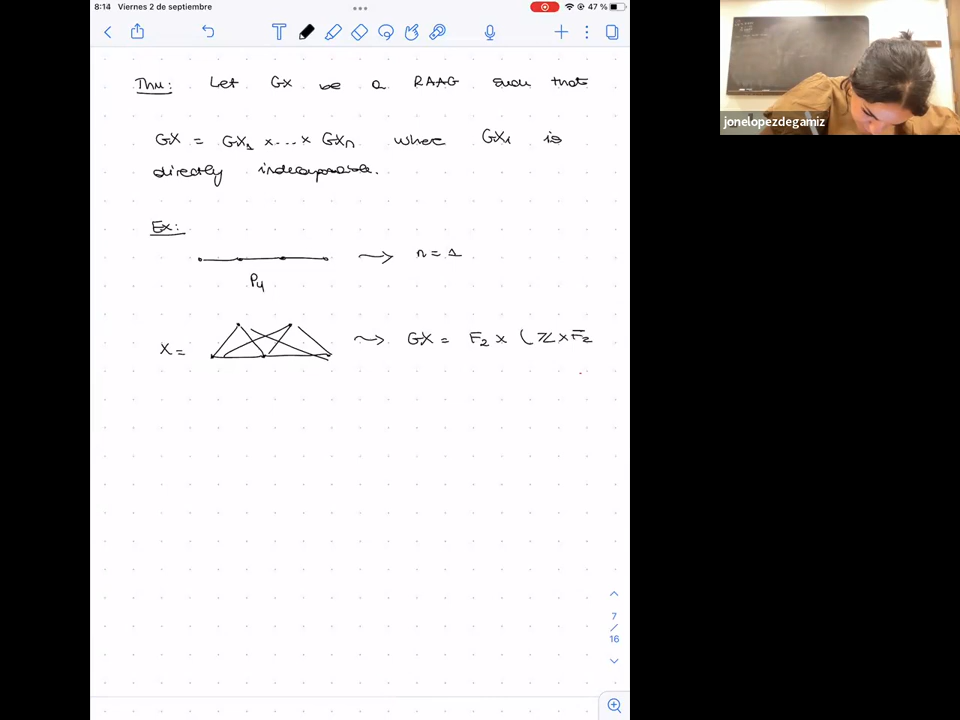 8:14 Viernes 2 de septiembre
47 %
T
jonelopezdegamiz
Thm: Let GX be a RAAG such that
GX = GX₁ ×...× GXₙ where GXᵢ is
directly indecomposable.
Ex:
P₄ ⟿ n = 1
X = ⟿ GX = F₂ × (ℤ × F₂
7
/
16